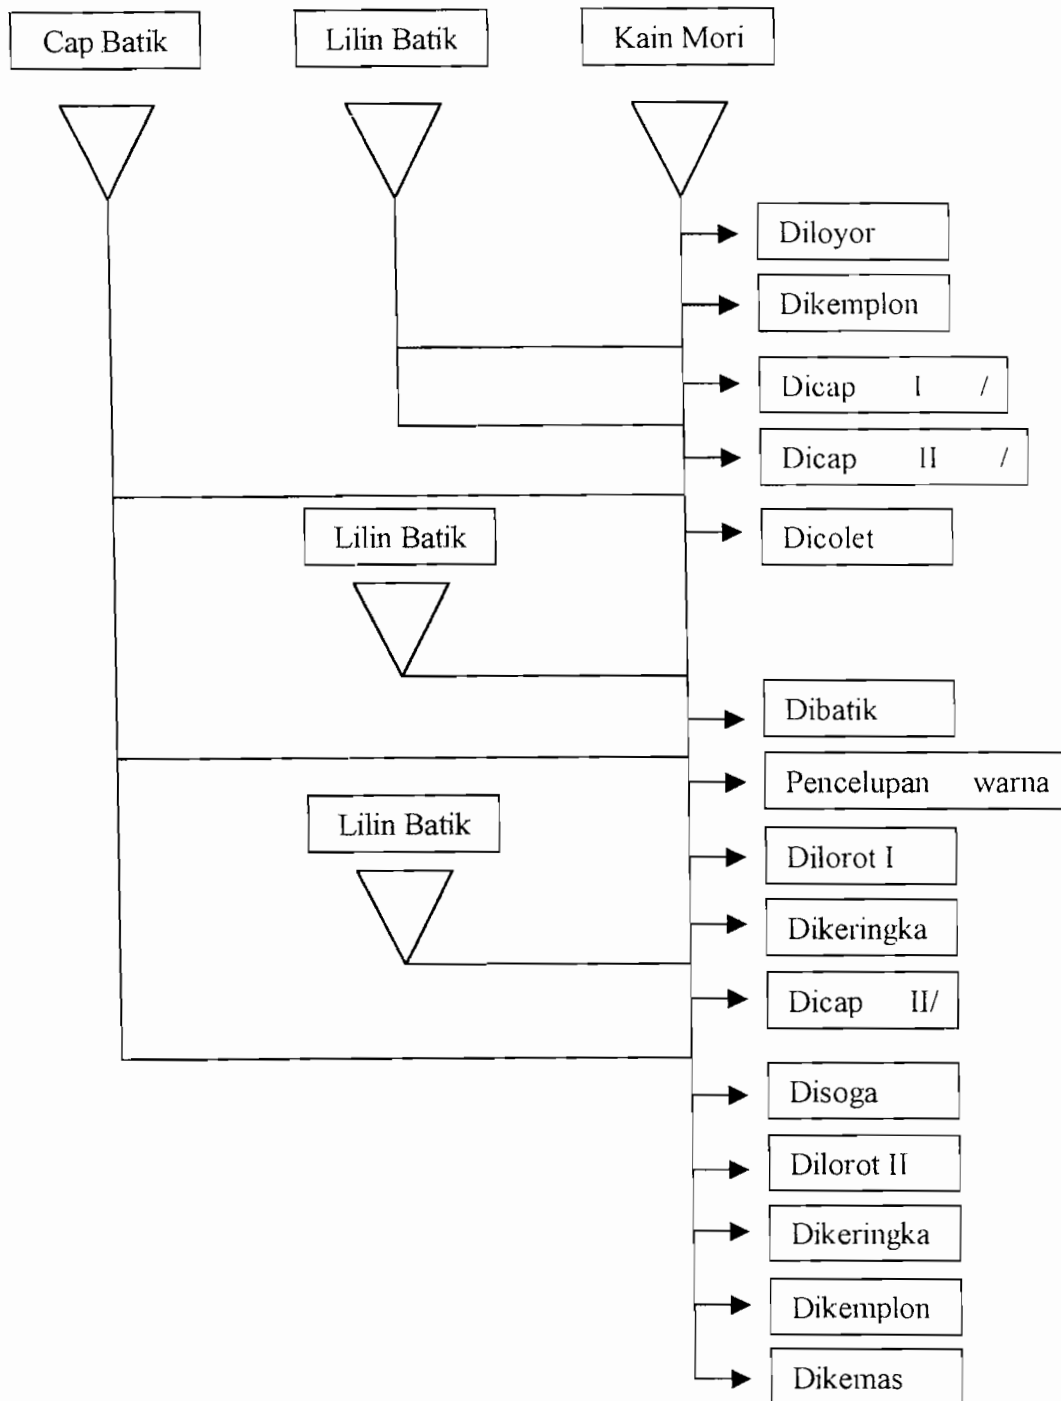 Cap Batik
Lilin Batik
Kain Mori
Diloyor
Dikemplon
Dicap I /
Dicap II /
Dicolet
Lilin Batik
Dibatik
Pencelupan warna
Lilin Batik
Dilorot I
Dikeringka
Dicap II/
Disoga
Dilorot II
Dikeringka
Dikemplon
Dikemas